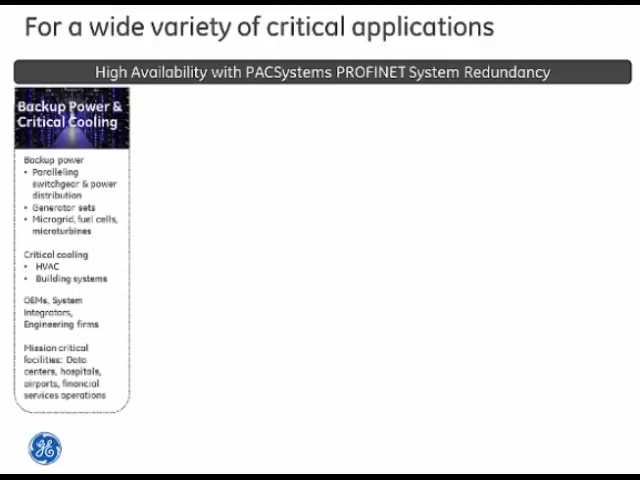 For a wide variety of critical applications
High Availability with PACSystems PROFINET System Redundancy
Backup Power &
Critical Cooling
Backup power
• Paralleling
switchgear & power
distribution
• Generator sets
• Microgrid, fuel cells,
microturbines
Critical cooling
• HVAC
• Building systems
OEMs, System
Integrators,
Engineering firms
Mission critical
facilities: Data
centers, hospitals,
airports, financial
services operations
GE